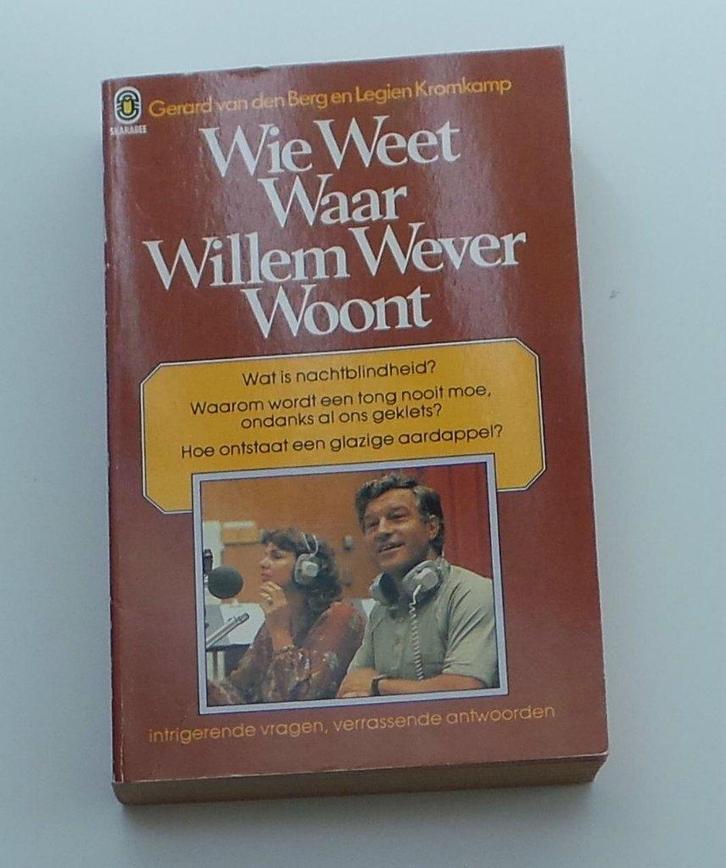 SKARABEE
Gerard van den Berg en Legien Kromkamp
Wie Weet
Waar
Willem Wever
Woont
Wat is nachtblindheid?
Waarom wordt een tong nooit moe,
ondanks al ons geklets?
Hoe ontstaat een glazige aardappel?
intrigerende vragen, verrassende antwoorden